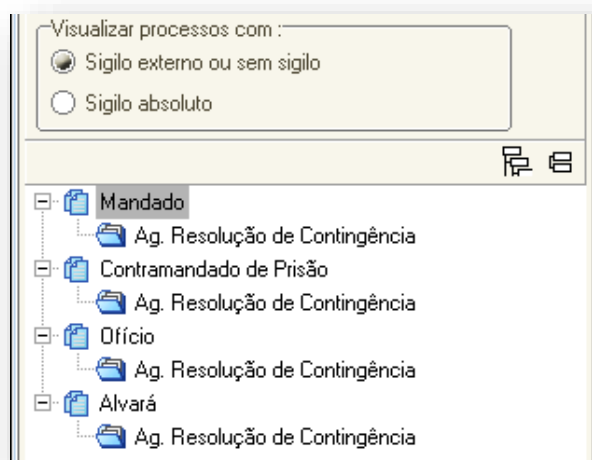 Visualizar processos com :
Sigilo externo ou sem sigilo
Sigilo absoluto
Mandado
Ag. Resolução de Contingência
Contramandado de Prisão
Ag. Resolução de Contingência
Ofício
Ag. Resolução de Contingência
Alvará
Ag. Resolução de Contingência